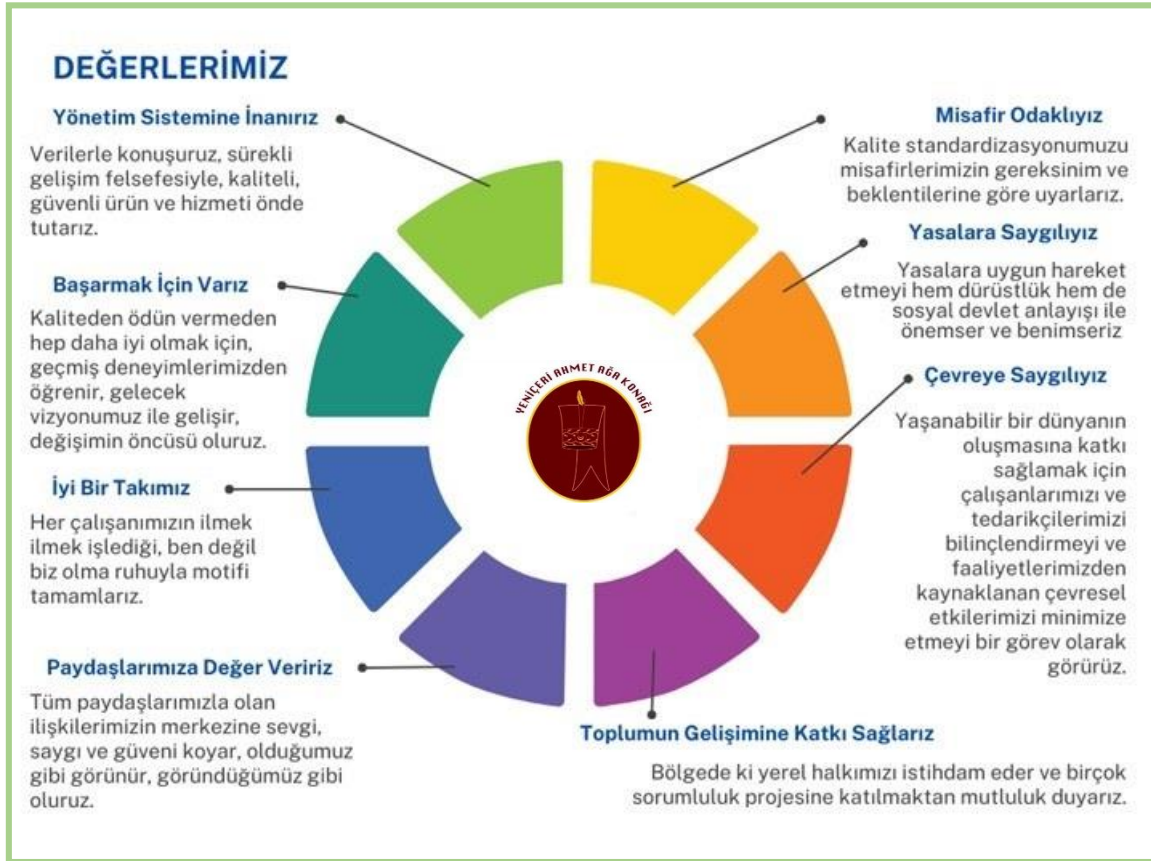 DEĞERLERİMİZ
Yönetim Sistemine İnanırız
Verilerle konuşuruz, sürekli
gelişim felsefesiyle, kaliteli,
güvenli ürün ve hizmeti önde
tutarız.
Başarmak İçin Varız
Kaliteden ödün vermeden
hep daha iyi olmak için,
geçmiş deneyimlerimizden
öğrenir, gelecek
vizyonumuz ile gelişir,
değişimin öncüsü oluruz.
İyi Bir Takımız
Her çalışanımızın ilmek
ilmek işlediği, ben değil
biz olma ruhuyla motifi
tamamlarız.
Paydaşlarımıza Değer Veririz
Tüm paydaşlarımızla olan
ilişkilerimizin merkezine sevgi,
saygı ve güveni koyar, olduğumuz
gibi görünür, göründüğümüz gibi
oluruz.
YENİÇERİ AHMET AĞA KONAĞI
Misafir Odaklıyız
Kalite standardizasyonumuzu
misafirlerimizin gereksinim ve
beklentilerine göre uyarlarız.
Yasalara Saygılıyız
Yasalara uygun hareket
etmeyi hem dürüstlük hem de
sosyal devlet anlayışı ile
önemser ve benimseriz
Çevreye Saygılıyız
Yaşanabilir bir dünyanın
oluşmasına katkı
sağlamak için
çalışanlarımızı ve
tedarikçilerimizi
bilinçlendirmeyi ve
faaliyetlerimizden
kaynaklanan çevresel
etkilerimizi minimize
etmeyi bir görev olarak
görürüz.
Toplumun Gelişimine Katkı Sağlarız
Bölgede ki yerel halkımızı istihdam eder ve birçok
sorumluluk projesine katılmaktan mutluluk duyarız.